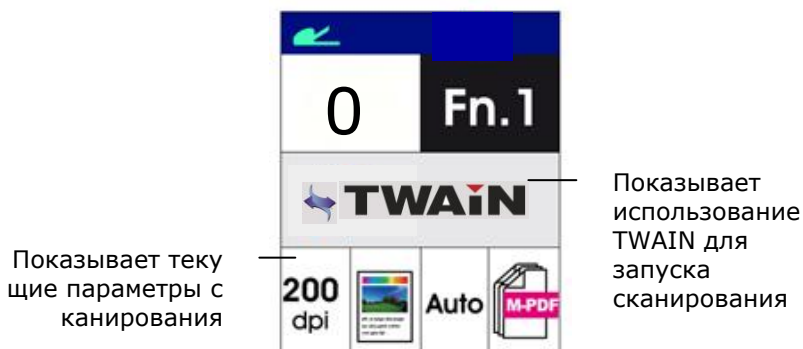 0
Fn.1
TWAIN
Показывает
использование
TWAIN для
запуска
сканирования
Показывает теку
щие параметры с
канирования
200
dpi
Auto
M-PDF